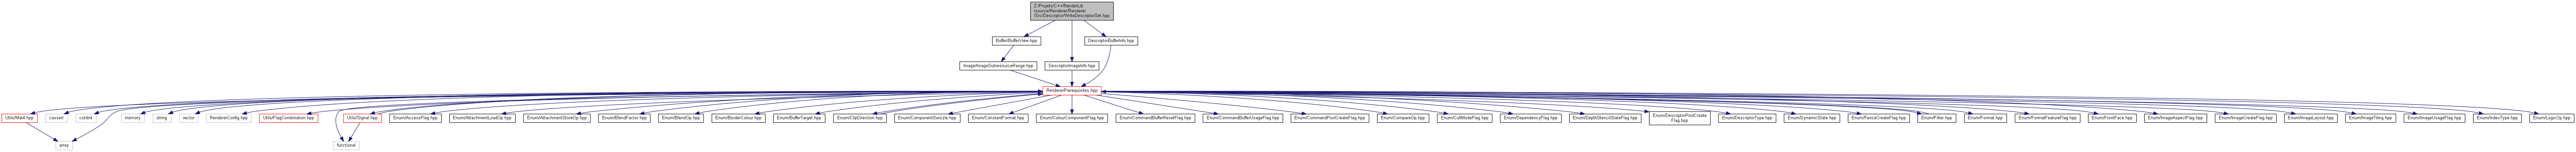 Z:/Projets/C++/RenderLib
/source/Renderer/Renderer
/Src/Descriptor/WriteDescriptorSet.hpp
Buffer/BufferView.hpp
DescriptorBufferInfo.hpp
Image/ImageSubresourceRange.hpp
DescriptorImageInfo.hpp
RendererPrerequisites.hpp
Utils/Mat4.hpp
cassert
cstdint
memory
string
vector
RendererConfig.hpp
Utils/FlagCombination.hpp
Utils/Signal.hpp
Enum/AccessFlag.hpp
Enum/AttachmentLoadOp.hpp
Enum/AttachmentStoreOp.hpp
Enum/BlendFactor.hpp
Enum/BlendOp.hpp
Enum/BorderColour.hpp
Enum/BufferTarget.hpp
Enum/ClipDirection.hpp
Enum/ComponentSwizzle.hpp
Enum/ConstantFormat.hpp
Enum/ColourComponentFlag.hpp
Enum/CommandBufferResetFlag.hpp
Enum/CommandBufferUsageFlag.hpp
Enum/CommandPoolCreateFlag.hpp
Enum/CompareOp.hpp
Enum/CullModeFlag.hpp
Enum/DependencyFlag.hpp
Enum/DepthStencilStateFlag.hpp
Enum/DescriptorPoolCreate
Flag.hpp
Enum/DescriptorType.hpp
Enum/DynamicState.hpp
Enum/FenceCreateFlag.hpp
Enum/Filter.hpp
Enum/Format.hpp
Enum/FormatFeatureFlag.hpp
Enum/FrontFace.hpp
Enum/ImageAspectFlag.hpp
Enum/ImageCreateFlag.hpp
Enum/ImageLayout.hpp
Enum/ImageTiling.hpp
Enum/ImageUsageFlag.hpp
Enum/IndexType.hpp
Enum/LogicOp.hpp
array
functional